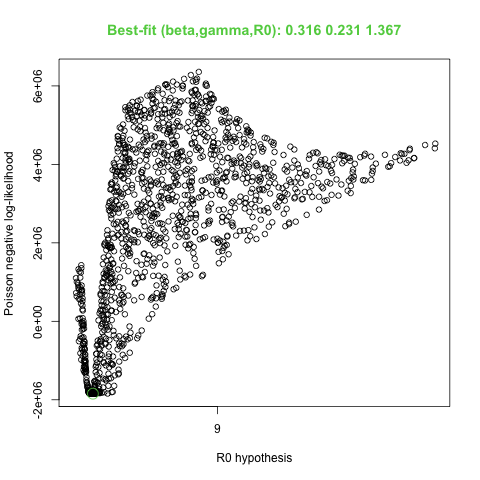 Best-fit (beta,gamma,R0): 0.316 0.231 1.367
Poisson negative log-likelihood
6e+06
4e+06
2e+06
0e+00
-2e+06
9
R0 hypothesis